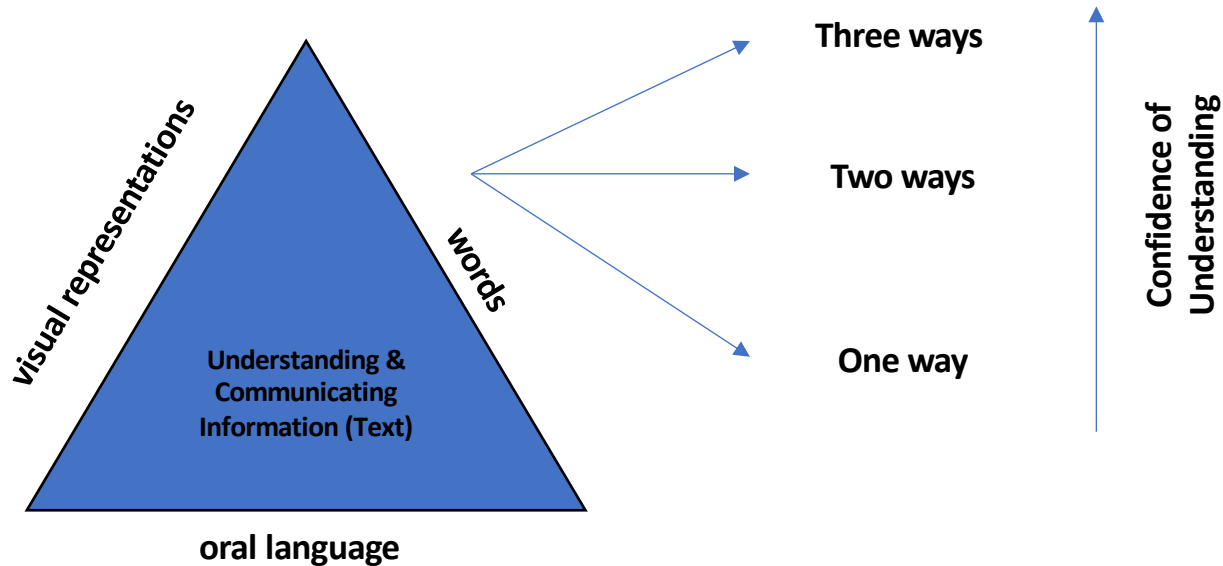 visual representations
words
Understanding &
Communicating
Information (Text)
oral language
Three ways
Two ways
One way
Confidence of
Understanding